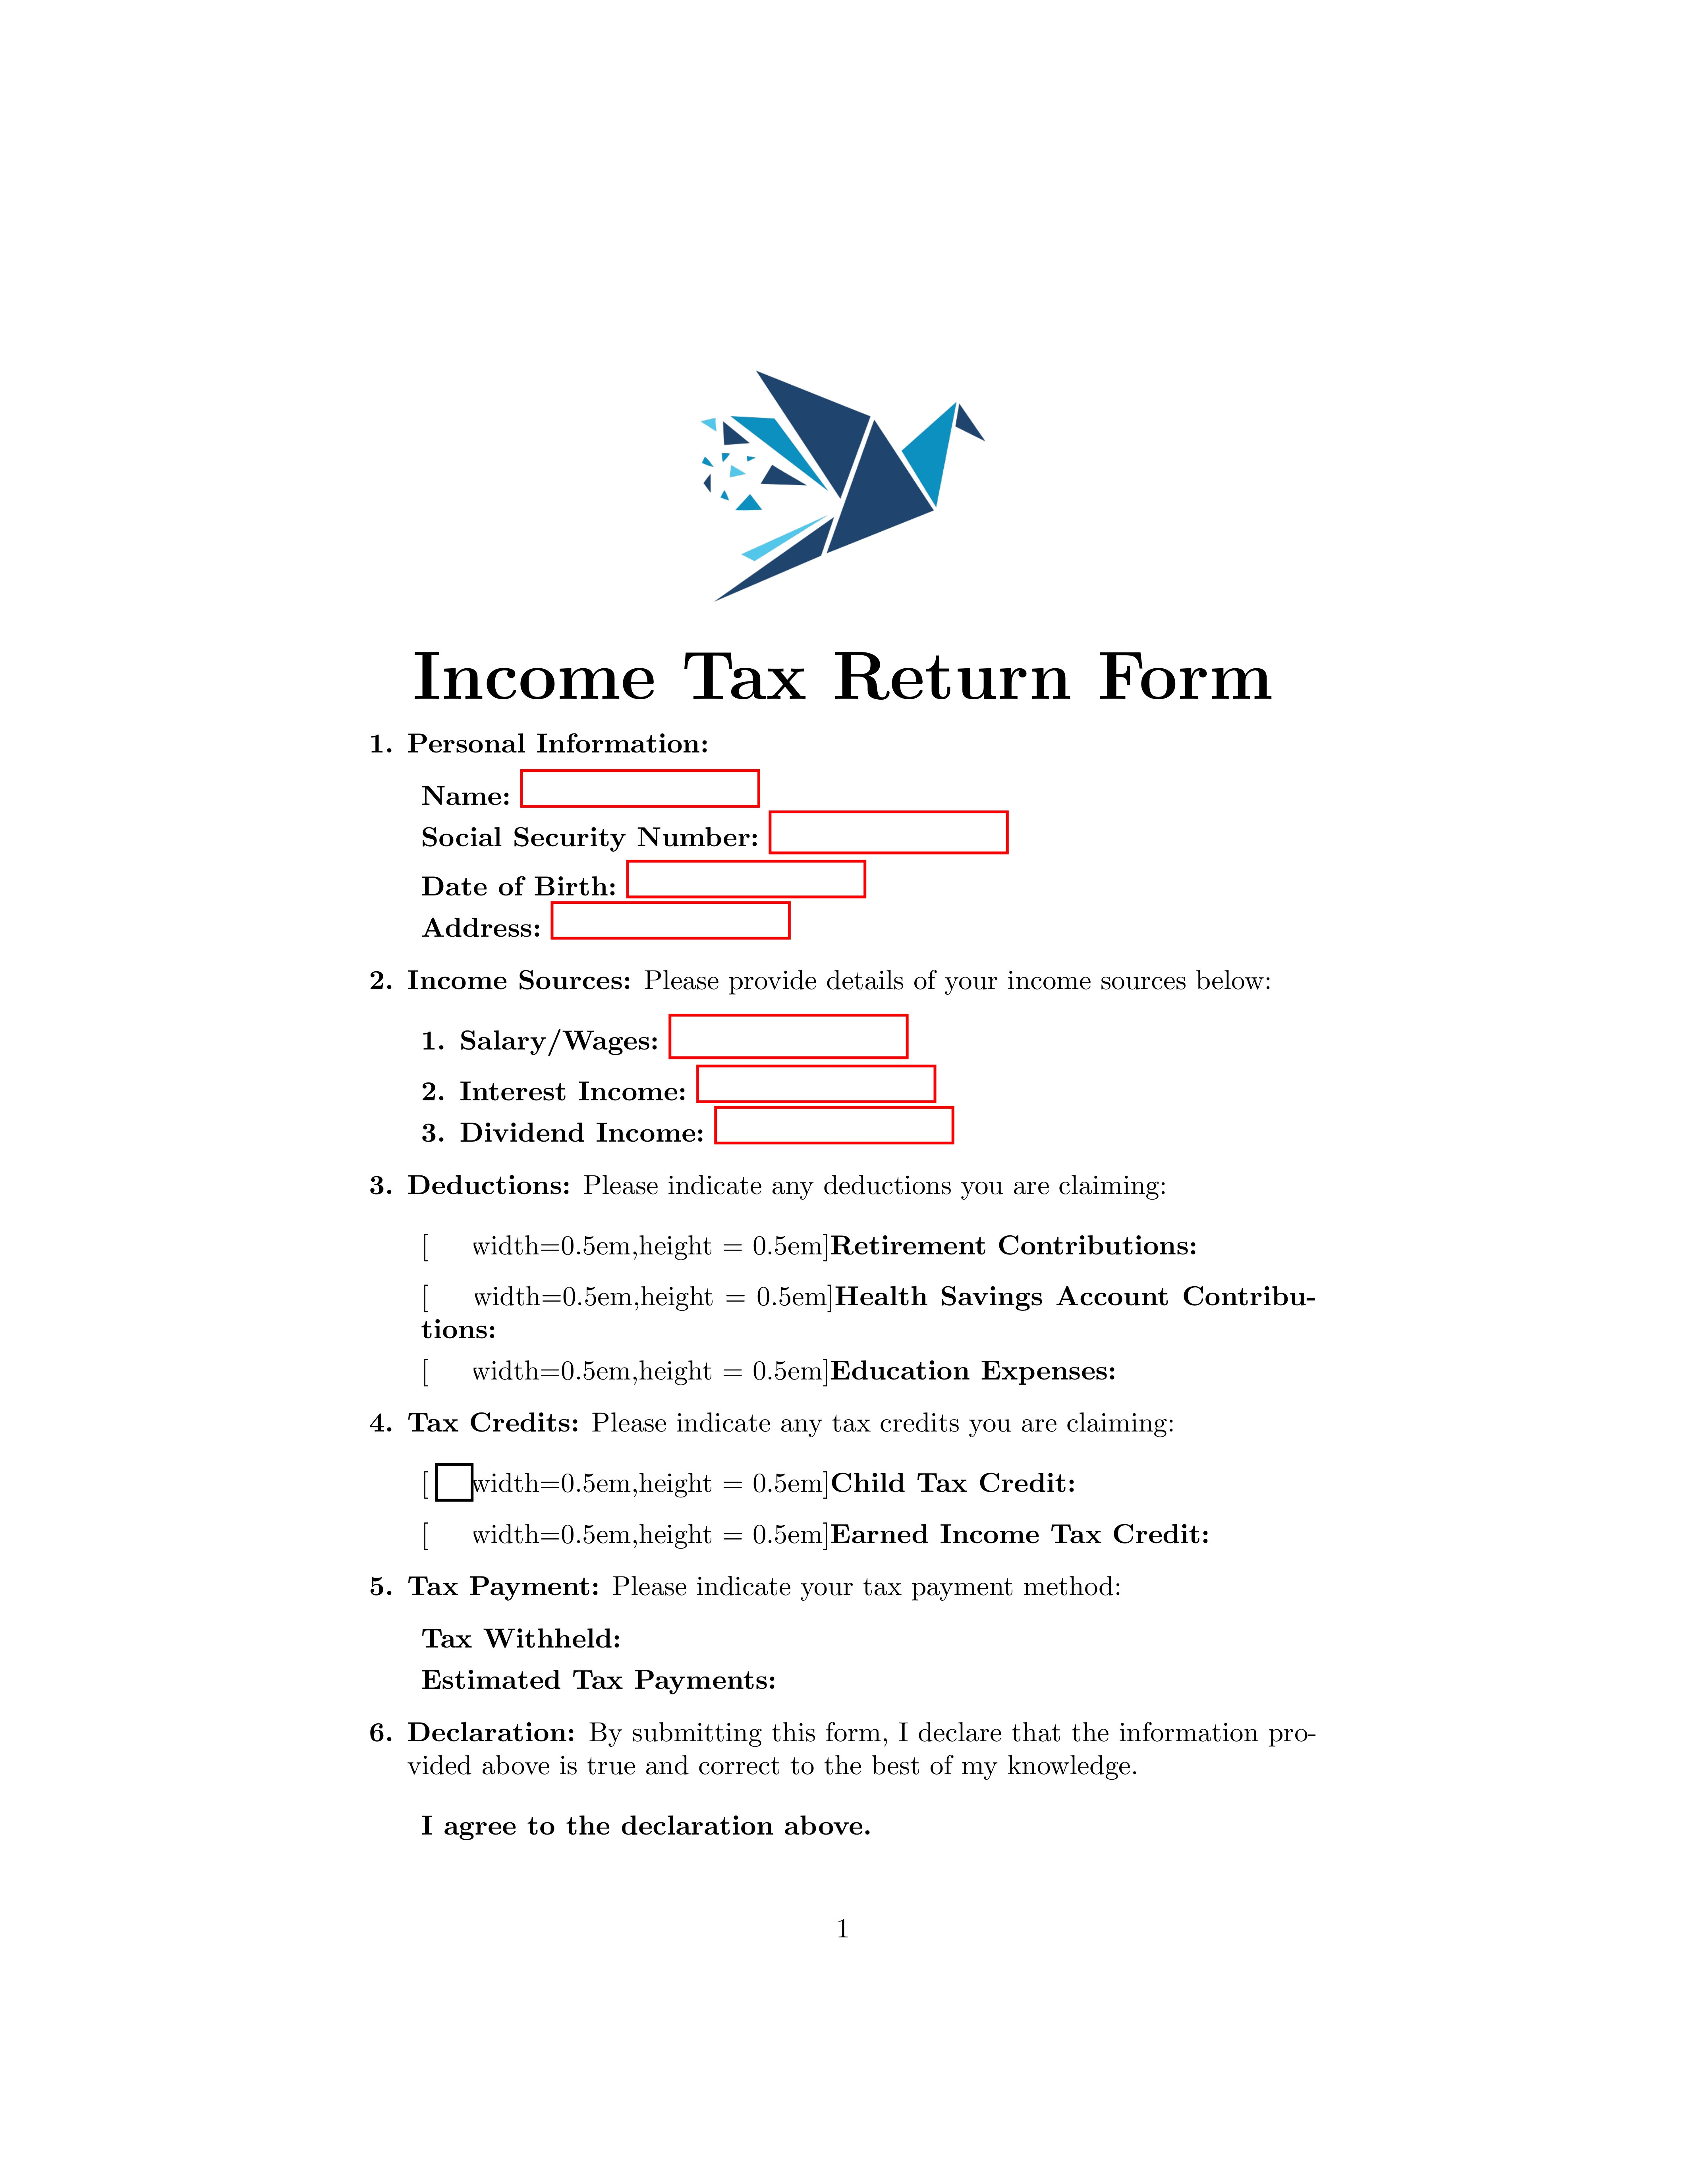 Income Tax Return Form
1. Personal Information:
Name:
Social Security Number:
Date of Birth:
Address:
2. Income Sources: Please provide details of your income sources below:
1. Salary/Wages:
2. Interest Income:
3. Dividend Income:
3. Deductions: Please indicate any deductions you are claiming:
[ width=0.5em,height = 0.5em]Retirement Contributions:
[ width=0.5em,height = 0.5em]Health Savings Account Contribu-
tions:
[ width=0.5em,height = 0.5em]Education Expenses:
4. Tax Credits: Please indicate any tax credits you are claiming:
[ width=0.5em,height = 0.5em]Child Tax Credit:
[ width=0.5em,height = 0.5em]Earned Income Tax Credit:
5. Tax Payment: Please indicate your tax payment method:
Tax Withheld:
Estimated Tax Payments:
6. Declaration: By submitting this form, I declare that the information pro-
vided above is true and correct to the best of my knowledge.
I agree to the declaration above.
1